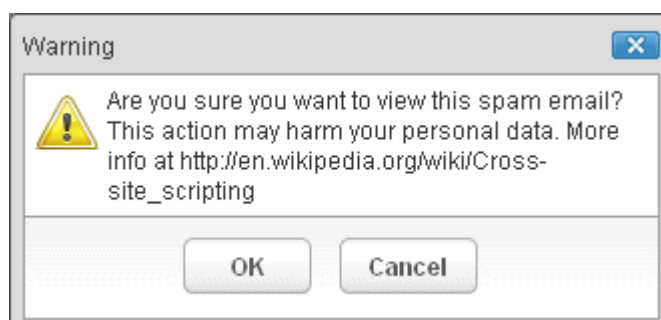 Warning
Are you sure you want to view this spam email?
This action may harm your personal data. More
info at http://en.wikipedia.org/wiki/Cross-
site_scripting
OK
Cancel